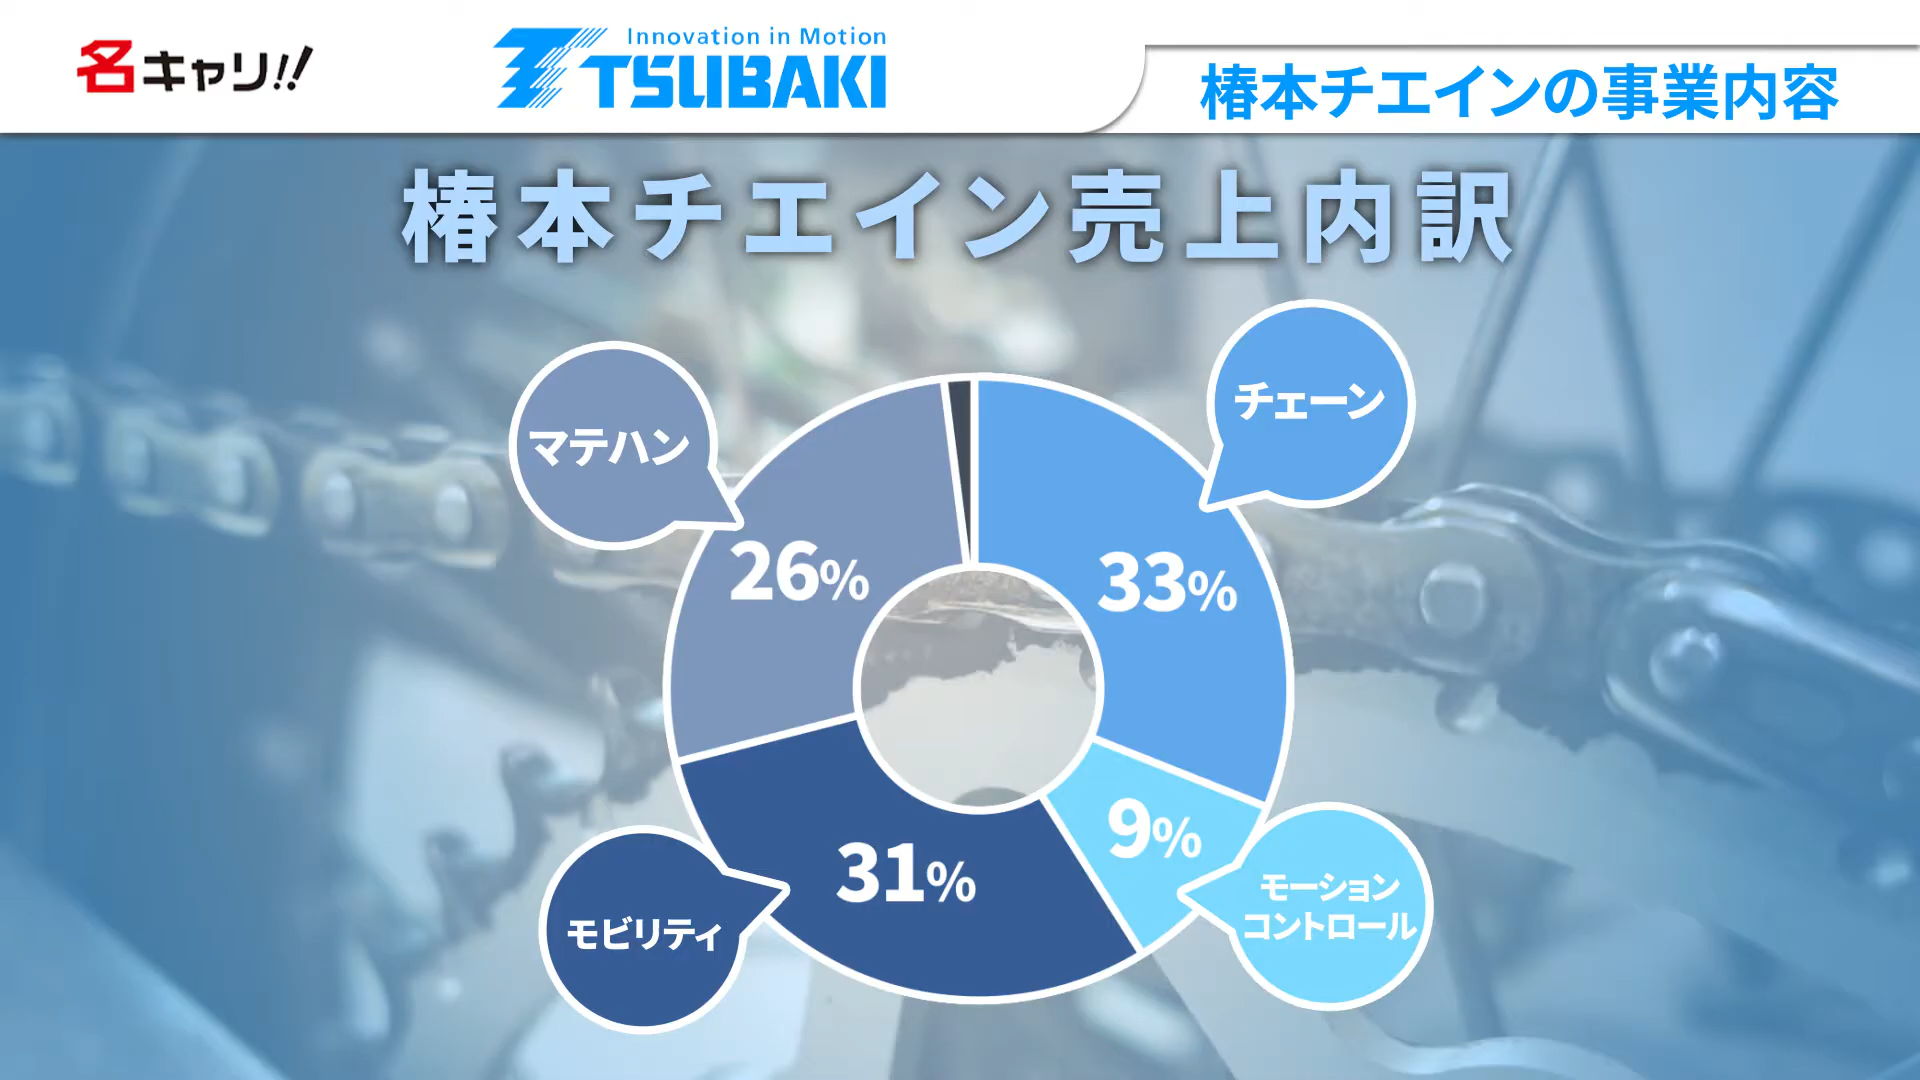 名キャリ!!
Innovation in Motion
TSUBAKI
椿本チエインの事業内容
椿本チエイン売上内訳
チェーン
マテハン
26%
33%
9%
31%
モーション
コントロール
モビリティ